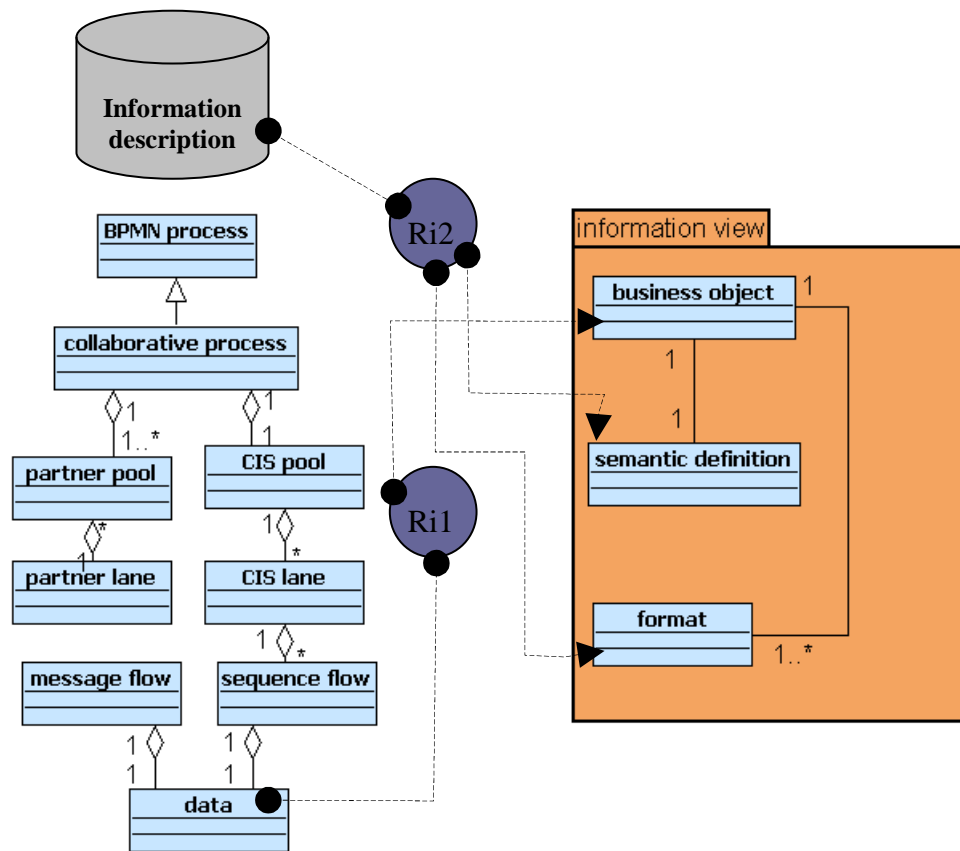 Information
description
BPMN process
Ri2
information view
business object
1
collaborative process
1
1
1
1..*
1
1
partner pool
CIS pool
semantic definition
*
1
1
*
Ri1
partner lane
CIS lane
format
1
*
1..*
message flow
sequence flow
1
1
1
1
data